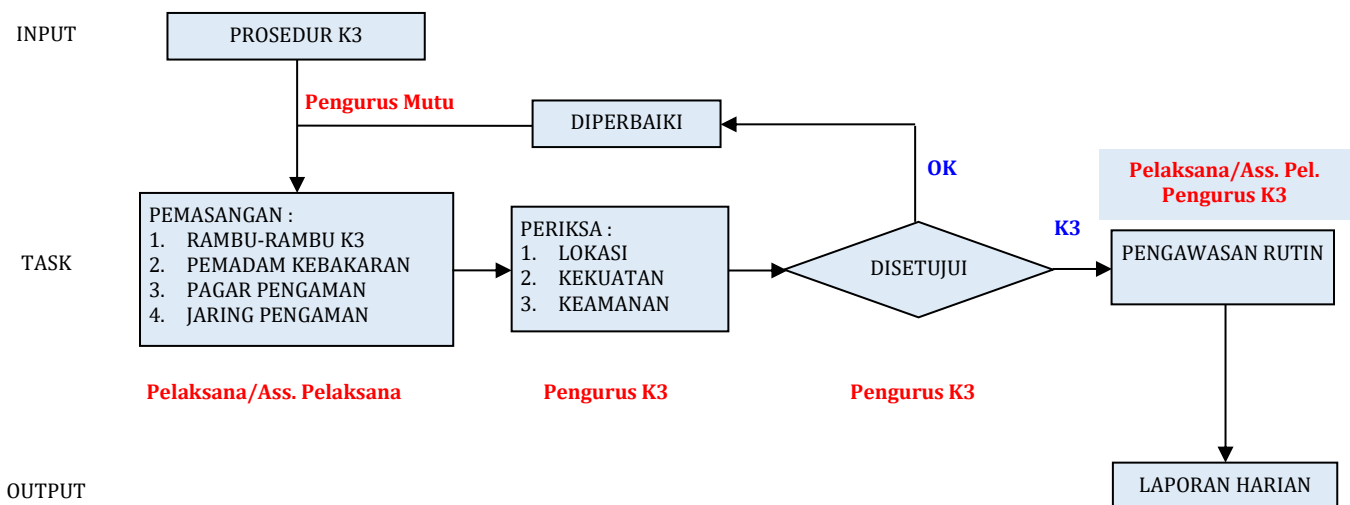 INPUT
PROSEDUR K3
Pengurus Mutu
DIPERBAIKI
OK
Pelaksana/Ass. Pel.
Pengurus K3
K3
TASK
PEMASANGAN :
1. RAMBU-RAMBU K3
2. PEMADAM KEBAKARAN
3. PAGAR PENGAMAN
4. JARING PENGAMAN
PERIKSA :
1. LOKASI
2. KEKUATAN
3. KEAMANAN
DISETUJUI
PENGAWASAN RUTIN
Pelaksana/Ass. Pelaksana
Pengurus K3
Pengurus K3
OUTPUT
LAPORAN HARIAN